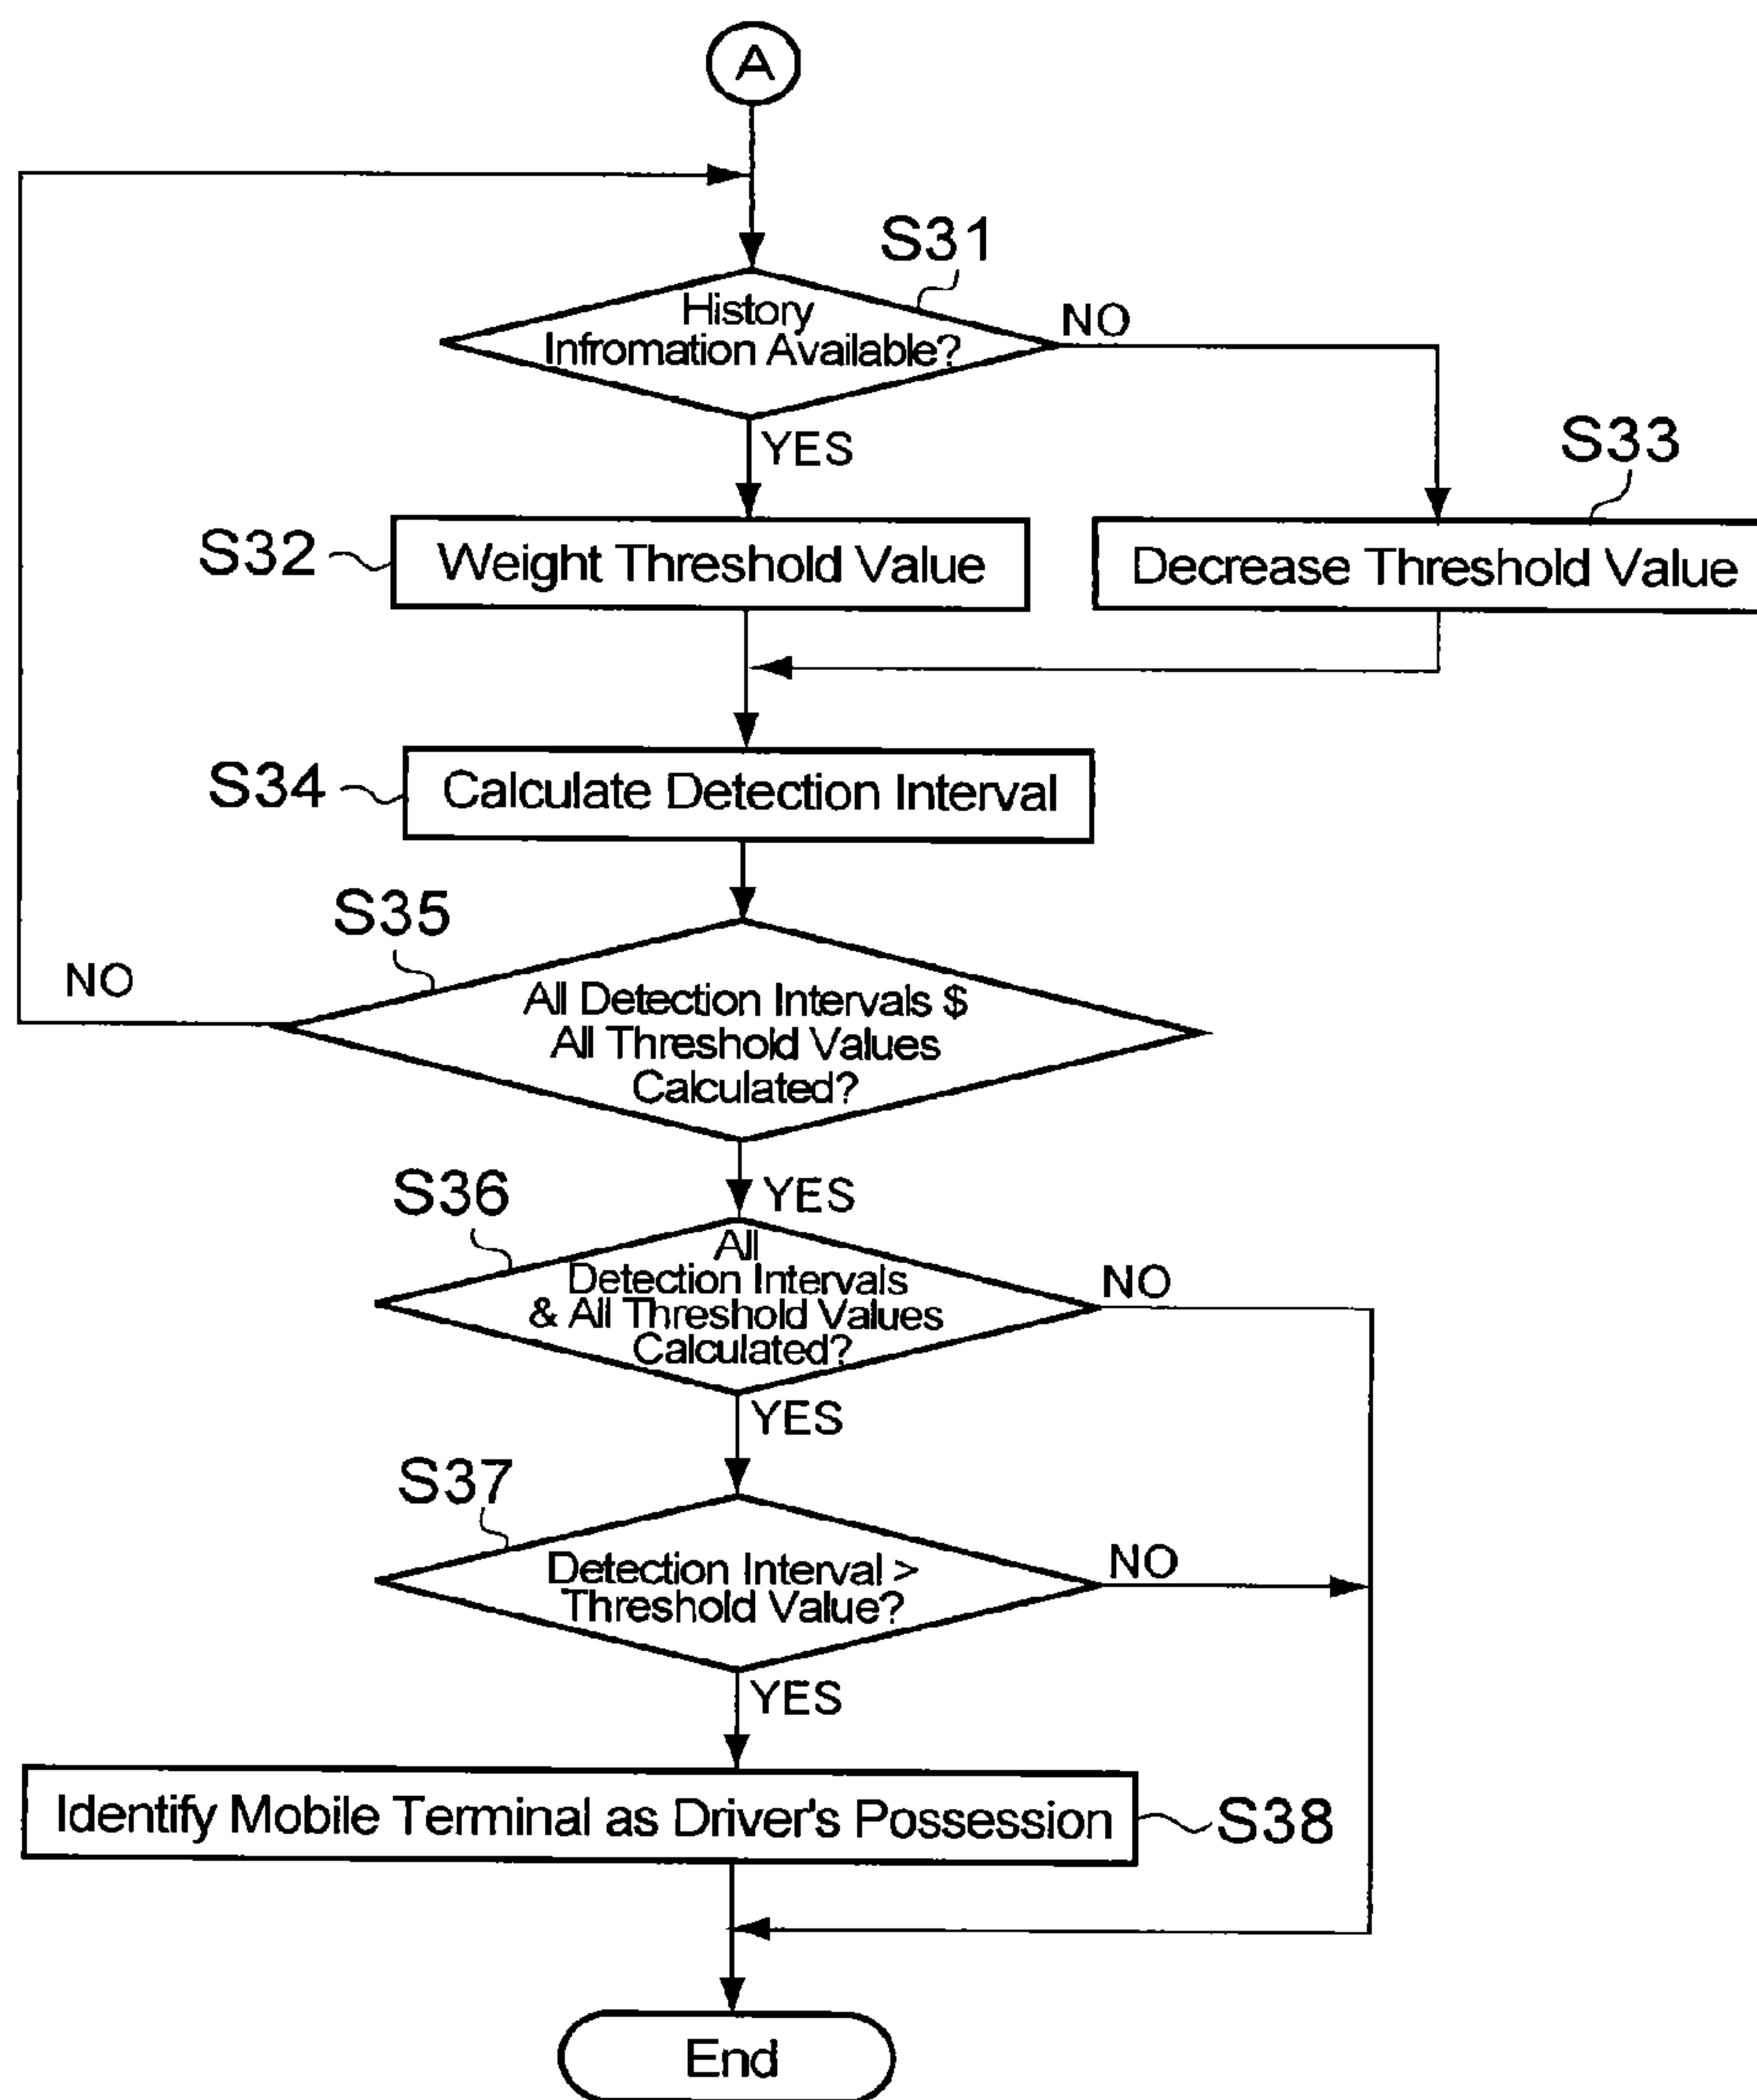 A
S31
History
Infromation Available?
NO
YES
S33
S32
Weight Threshold Value
Decrease Threshold Value
S34
Calculate Detection Interval
S35
NO
All Detection Intervals $
All Threshold Values
Calculated?
YES
S36
All
Detection Intervals
& All Threshold Values
Calculated?
NO
YES
S37
Detection Interval >
Threshold Value?
NO
YES
Identify Mobile Terminal as Driver's Possession
S38
End